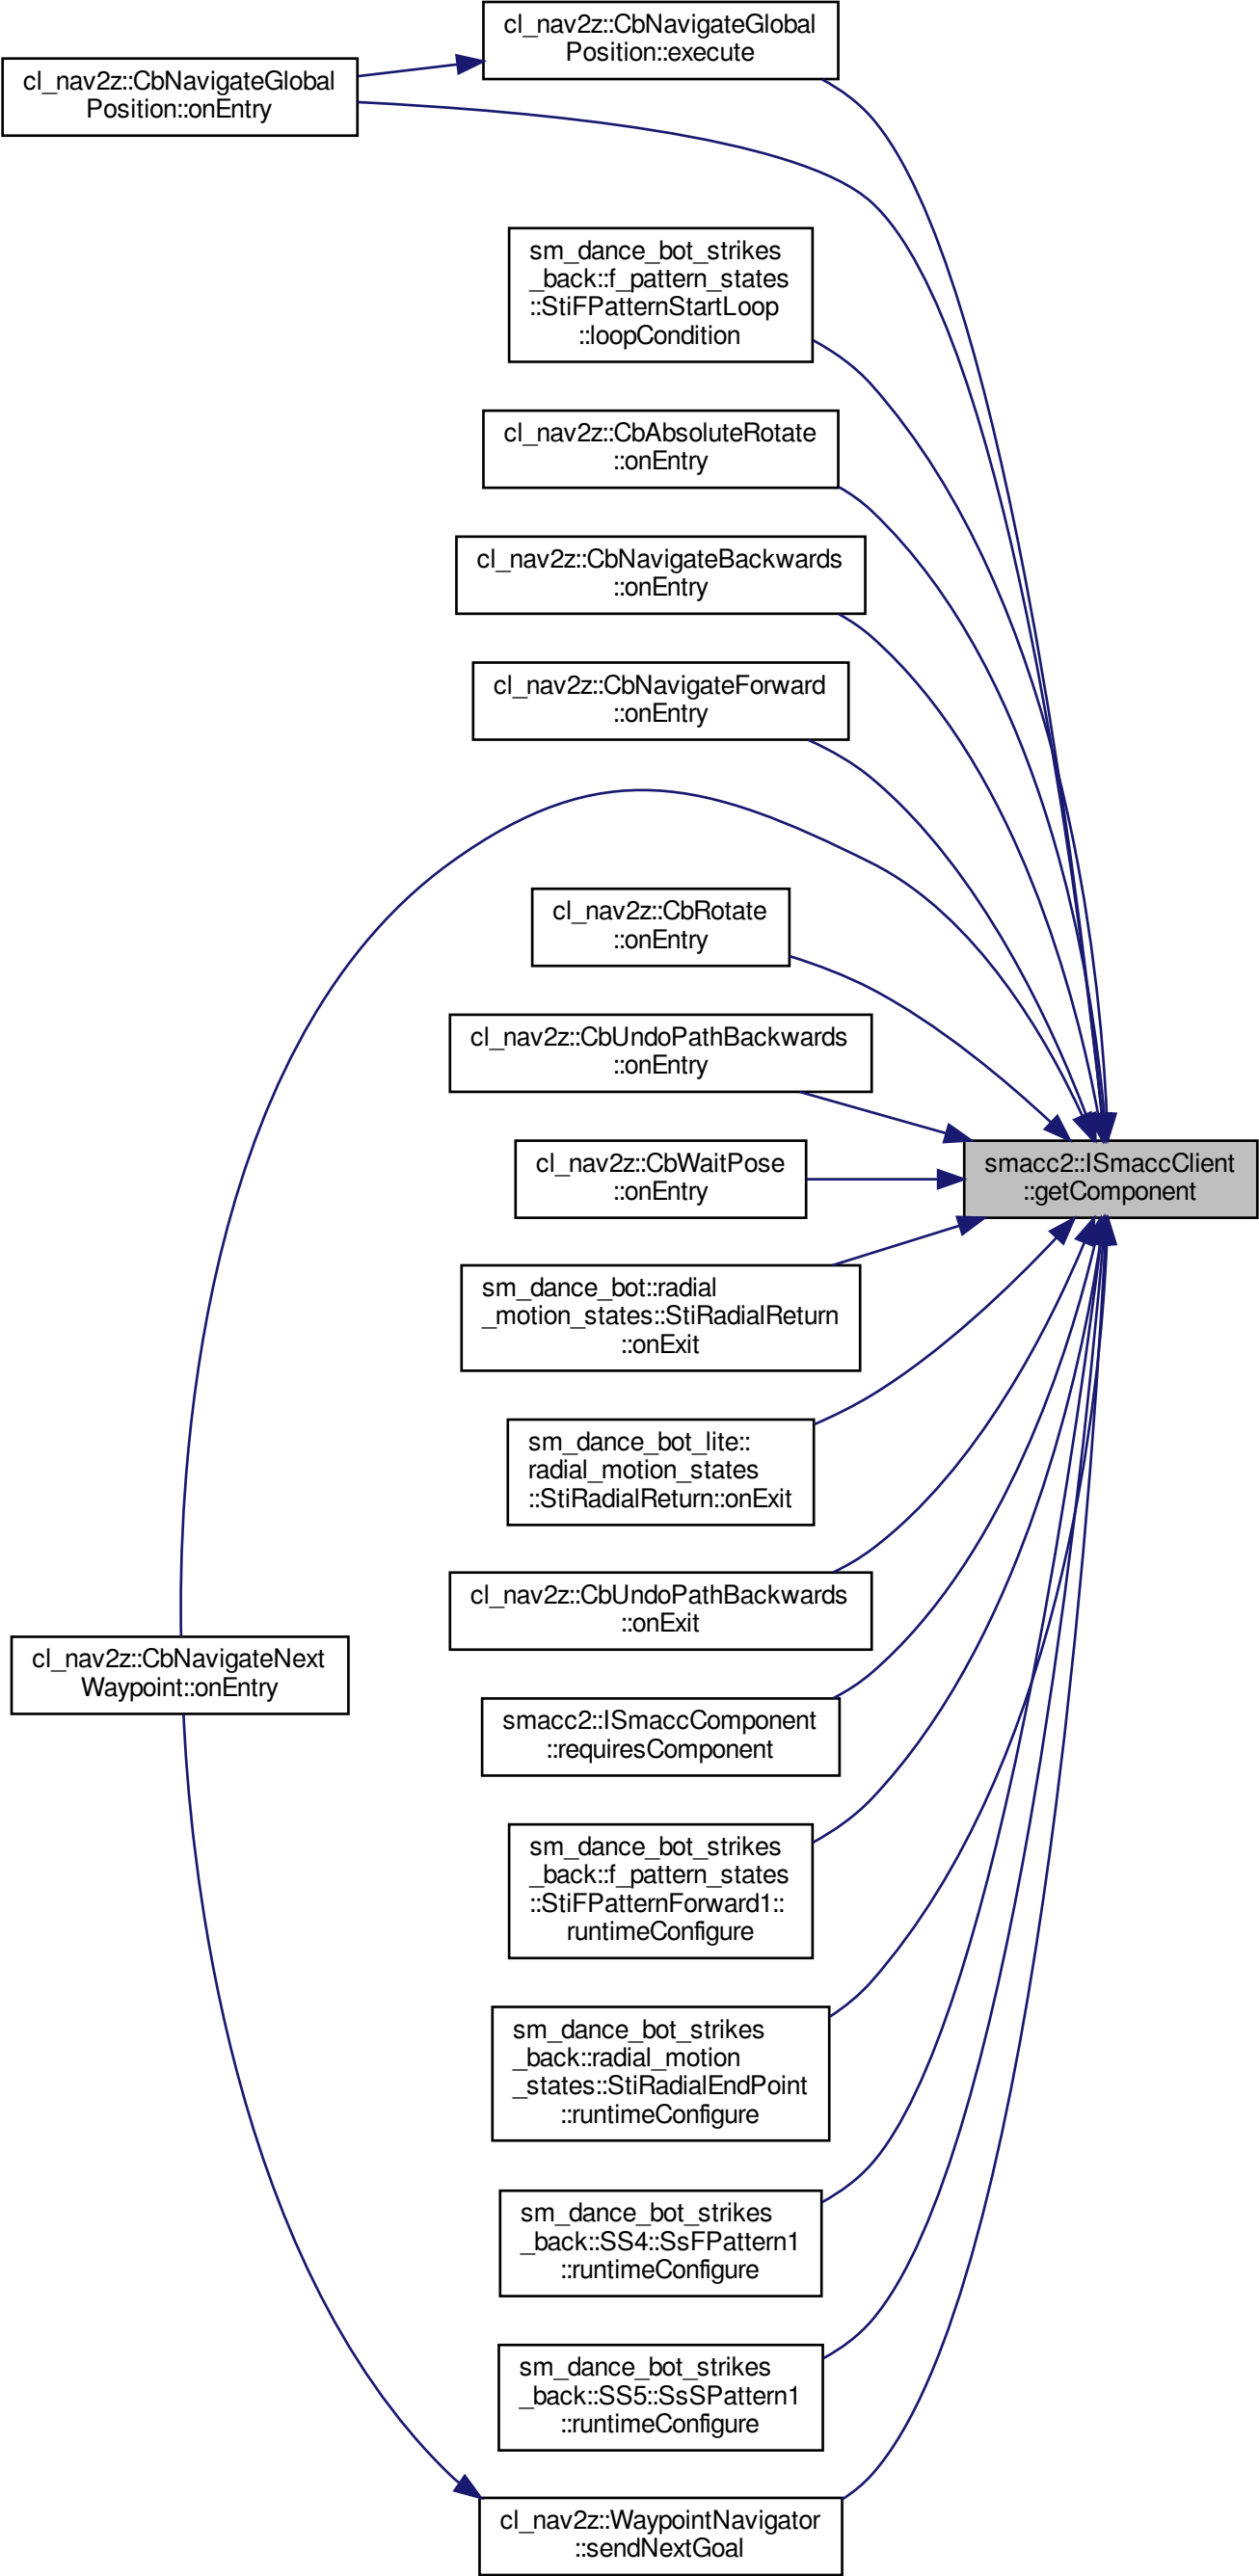 cl_nav2z::CbNavigateGlobal
Position::execute
cl_nav2z::CbNavigateGlobal
Position::onEntry
sm_dance_bot_strikes
_back::f_pattern_states
::StiFPatternStartLoop
::loopCondition
cl_nav2z::CbAbsoluteRotate
::onEntry
cl_nav2z::CbNavigateBackwards
::onEntry
cl_nav2z::CbNavigateForward
::onEntry
cl_nav2z::CbRotate
::onEntry
cl_nav2z::CbUndoPathBackwards
::onEntry
cl_nav2z::CbWaitPose
::onEntry
smacc2::ISmaccClient
::getComponent
sm_dance_bot::radial
_motion_states::StiRadialReturn
::onExit
sm_dance_bot_lite::
radial_motion_states
::StiRadialReturn::onExit
cl_nav2z::CbUndoPathBackwards
::onExit
cl_nav2z::CbNavigateNext
Waypoint::onEntry
smacc2::ISmaccComponent
::requiresComponent
sm_dance_bot_strikes
_back::f_pattern_states
::StiFPatternForward1::
runtimeConfigure
sm_dance_bot_strikes
_back::radial_motion
_states::StiRadialEndPoint
::runtimeConfigure
sm_dance_bot_strikes
_back::SS4::SsFPattern1
::runtimeConfigure
sm_dance_bot_strikes
_back::SS5::SsSPattern1
::runtimeConfigure
cl_nav2z::WaypointNavigator
::sendNextGoal